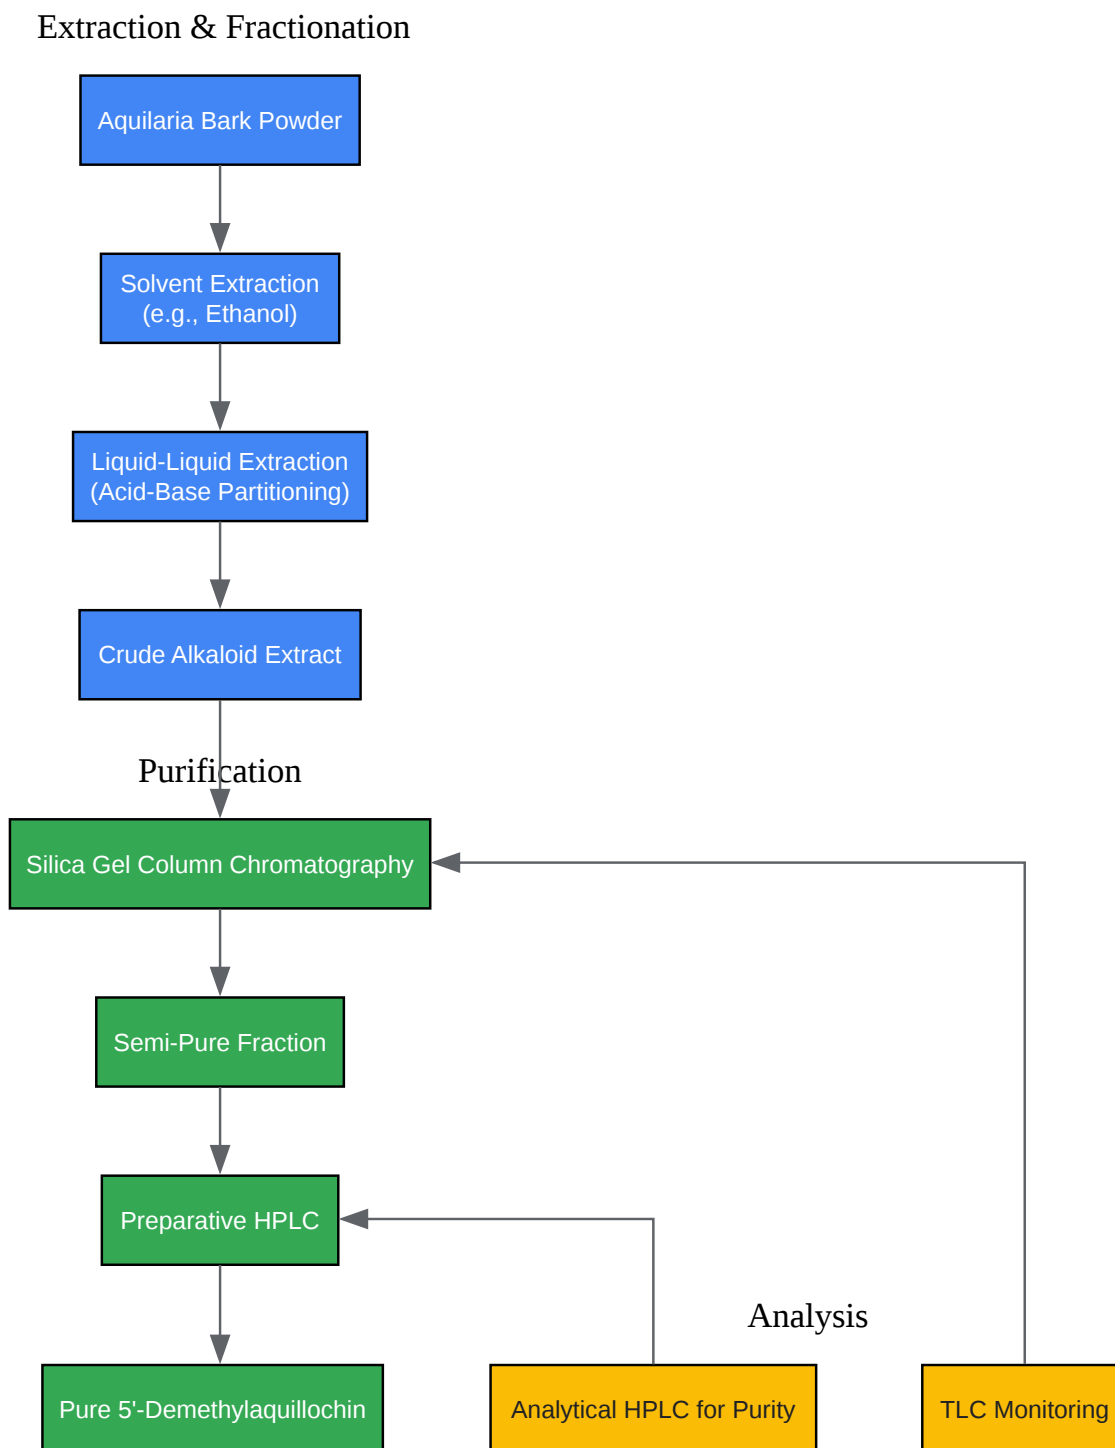 Extraction & Fractionation
Aquilaria Bark Powder
Solvent Extraction
(e.g., Ethanol)
Liquid-Liquid Extraction
(Acid-Base Partitioning)
Crude Alkaloid Extract
Purification
Silica Gel Column Chromatography
Semi-Pure Fraction
Preparative HPLC
Analysis
Pure 5'-Demethylaquillochin
Analytical HPLC for Purity
TLC Monitoring